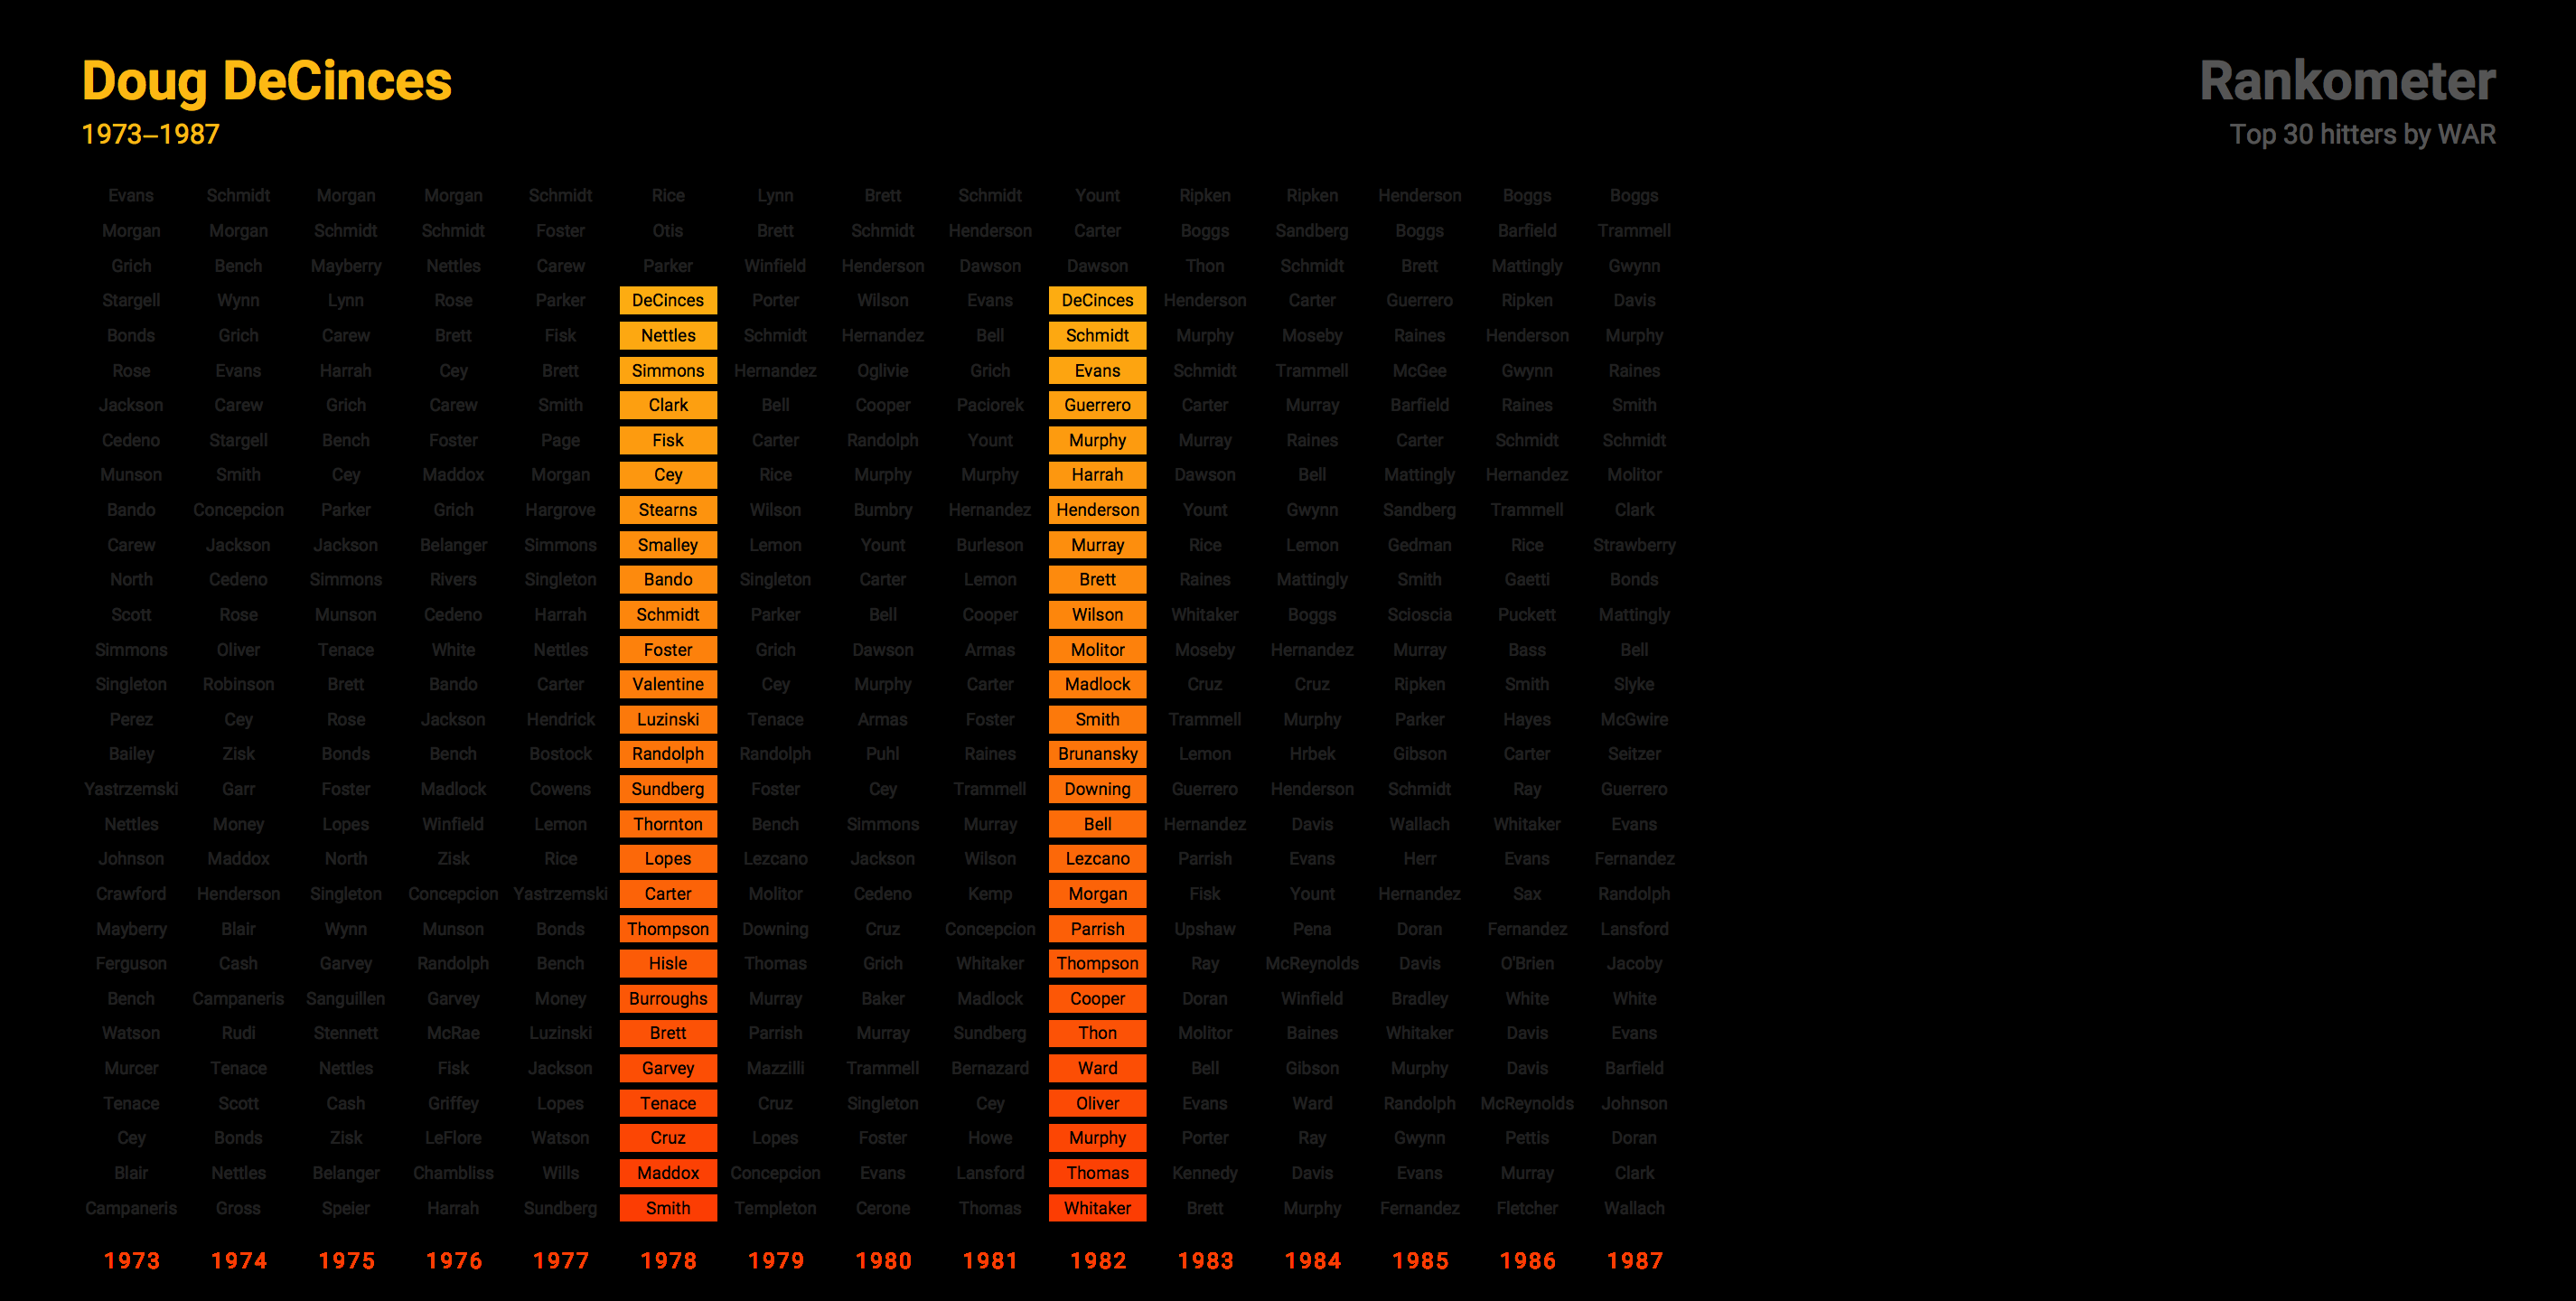 Doug DeCinces
1973–1987
Rankometer
Top 30 hitters by WAR
Evans Schmidt Morgan Morgan Schmidt Rice Lynn Brett Schmidt Yount Ripken Ripken Henderson Boggs Boggs
Morgan Morgan Schmidt Schmidt Foster Otis Brett Schmidt Henderson Carter Boggs Sandberg Boggs Barfield Trammell
Grich Bench Mayberry Nettles Carew Parker Winfield Henderson Dawson Dawson Thon Schmidt Brett Mattingly Gwynn
Stargell Wynn Lynn Rose Parker DeCinces Porter Wilson Evans DeCinces Henderson Carter Guerrero Ripken Davis
Bonds Grich Carew Brett Fisk Nettles Schmidt Hernandez Bell Schmidt Murphy Moseby Raines Henderson Murphy
Rose Evans Harrah Cey Brett Simmons Hernandez Oglivie Grich Evans Schmidt Trammell McGee Gwynn Raines
Jackson Carew Grich Carew Smith Clark Bell Cooper Paciorek Guerrero Carter Murray Barfield Raines Smith
Cedeno Stargell Bench Foster Page Fisk Carter Randolph Yount Murphy Murray Raines Carter Schmidt Schmidt
Munson Smith Cey Maddox Morgan Cey Rice Murphy Murphy Harrah Dawson Bell Mattingly Hernandez Molitor
Bando Concepcion Parker Grich Hargrove Stearns Wilson Bumbry Hernandez Henderson Yount Gwynn Sandberg Trammell Clark
Carew Jackson Jackson Belanger Simmons Smalley Lemon Yount Burleson Murray Rice Lemon Gedman Rice Strawberry
North Cedeno Simmons Rivers Singleton Bando Singleton Carter Lemon Brett Raines Mattingly Smith Gaetti Bonds
Scott Rose Munson Cedeno Harrah Schmidt Parker Bell Cooper Wilson Whitaker Boggs Scioscia Puckett Mattingly
Simmons Oliver Tenace White Nettles Foster Grich Dawson Armas Molitor Moseby Hernandez Murray Bass Bell
Singleton Robinson Brett Bando Carter Valentine Cey Murphy Carter Madlock Cruz Cruz Ripken Smith Slyke
Perez Cey Rose Jackson Hendrick Luzinski Tenace Armas Foster Smith Trammell Murphy Parker Hayes McGwire
Bailey Zisk Bonds Bench Bostock Randolph Randolph Puhl Raines Brunansky Lemon Hrbek Gibson Carter Seitzer
Yastrzemski Garr Foster Madlock Cowens Sundberg Foster Cey Trammell Downing Guerrero Henderson Schmidt Ray Guerrero
Nettles Money Lopes Winfield Lemon Thornton Bench Simmons Murray Bell Hernandez Davis Wallach Whitaker Evans
Johnson Maddox North Zisk Rice Lopes Lezcano Jackson Wilson Lezcano Parrish Evans Herr Evans Fernandez
Crawford Henderson Singleton Concepcion Yastrzemski Carter Molitor Cedeno Kemp Morgan Fisk Yount Hernandez Sax Randolph
Mayberry Blair Wynn Munson Bonds Thompson Downing Cruz Concepcion Parrish Upshaw Pena Doran Fernandez Lansford
Ferguson Cash Garvey Randolph Bench Hisle Thomas Grich Whitaker Thompson Ray McReynolds Davis O'Brien Jacoby
Bench Campaneris Sanguillen Garvey Money Burroughs Murray Baker Madlock Cooper Doran Winfield Bradley White White
Watson Rudi Stennett McRae Luzinski Brett Parrish Murray Sundberg Thon Molitor Baines Whitaker Davis Evans
Murcer Tenace Nettles Fisk Jackson Garvey Mazzilli Trammell Bernazard Ward Bell Gibson Murphy Davis Barfield
Tenace Scott Cash Griffey Lopes Tenace Cruz Singleton Cey Oliver Evans Ward Randolph McReynolds Johnson
Cey Bonds Zisk LeFlore Watson Cruz Lopes Foster Howe Murphy Porter Ray Gwynn Pettis Doran
Blair Nettles Belanger Chambliss Wills Maddox Concepcion Evans Lansford Thomas Kennedy Davis Evans Murray Clark
Campaneris Gross Speier Harrah Sundberg Smith Templeton Cerone Thomas Whitaker Brett Murphy Fernandez Fletcher Wallach
1973 1974 1975 1976 1977 1978 1979 1980 1981 1982 1983 1984 1985 1986 1987